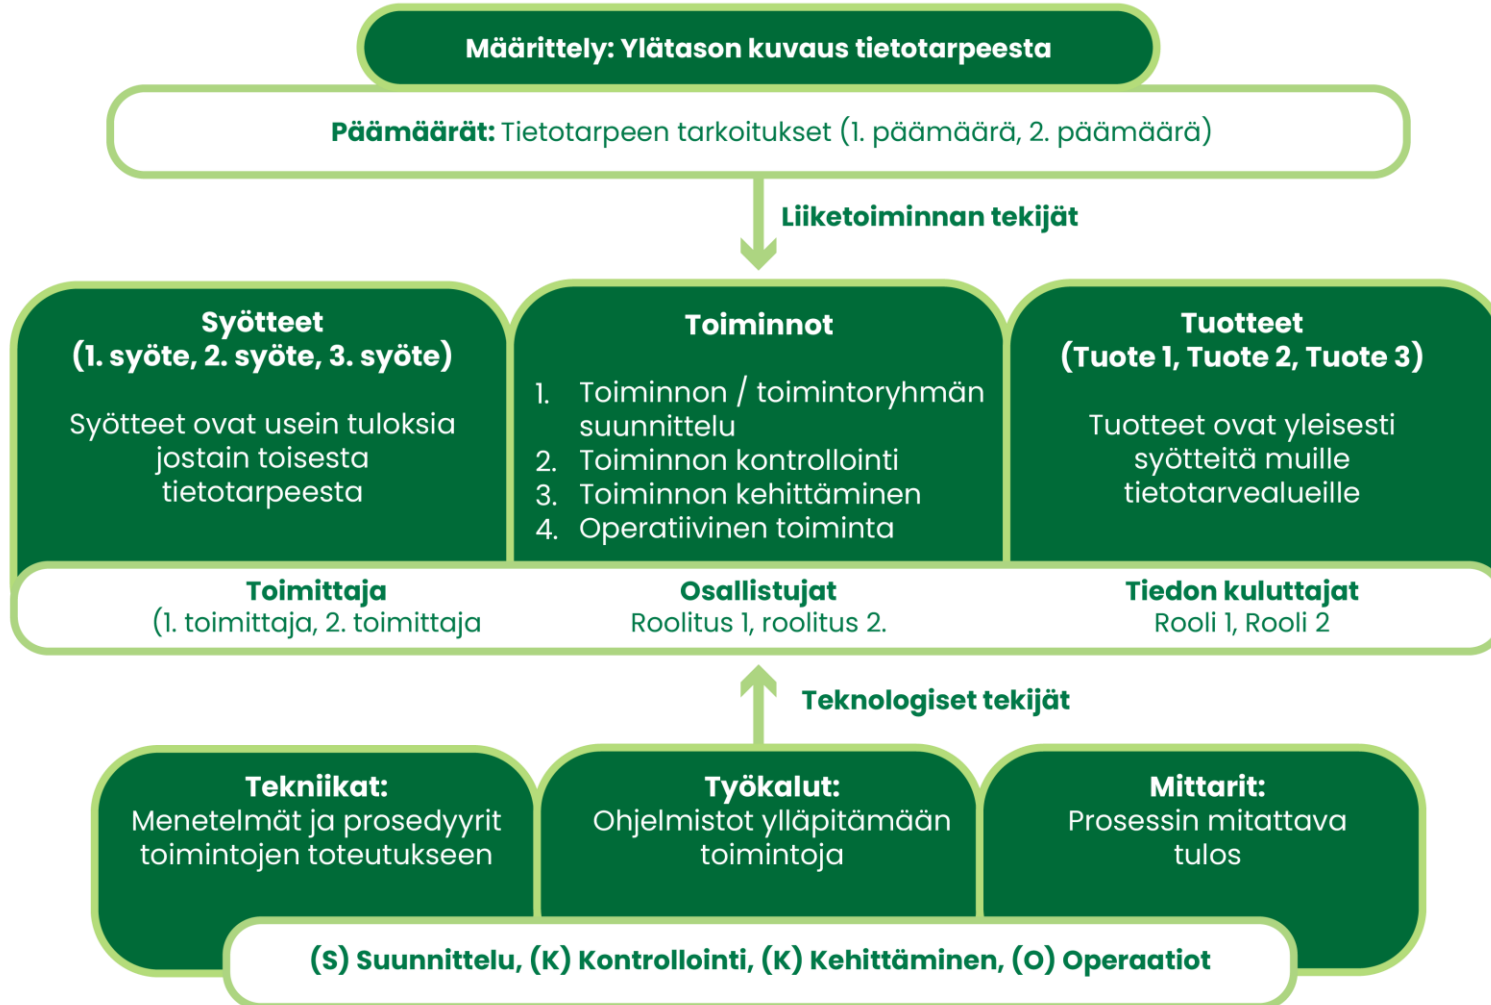 Määrittely: Ylätason kuvaus tietotarpeesta
Päämäärät: Tietotarpeen tarkoitukset (1. päämäärä, 2. päämäärä)
Liiketoiminnan tekijät
Syötteet
(1. syöte, 2. syöte, 3. syöte)
Syötteet ovat usein tuloksia
jostain toisesta
tietotarpeesta
Toiminnot
1. Toiminnon / toimintoryhmän
suunnittelu
2. Toiminnon kontrollointi
3. Toiminnon kehittäminen
4. Operatiivinen toiminta
Tuotteet
(Tuote 1, Tuote 2, Tuote 3)
Tuotteet ovat yleisesti
syötteitä muille
tietotarvealueille
Toimittaja
(1. toimittaja, 2. toimittaja
Osallistujat
Roolitus 1, roolitus 2.
Tiedon kuluttajat
Rooli 1, Rooli 2
Teknologiset tekijät
Tekniikat:
Menetelmät ja prosedyyrit
toimintojen toteutukseen
Työkalut:
Ohjelmistot ylläpitämään
toimintoja
Mittarit:
Prosessin mitattava
tulos
(S) Suunnittelu, (K) Kontrollointi, (K) Kehittäminen, (O) Operaatiot